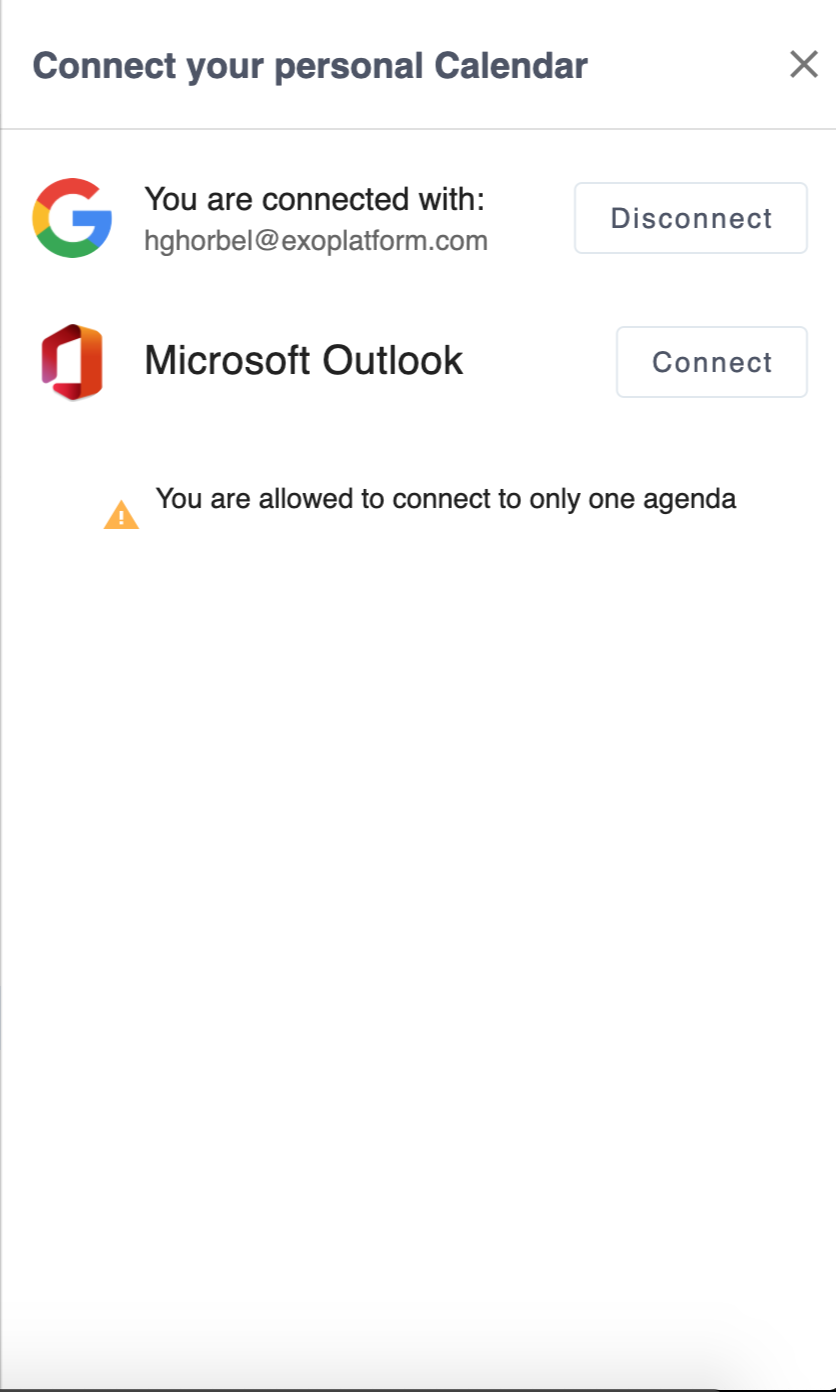 Connect your personal Calendar
You are connected with:
hghorbel@exoplatform.com
Disconnect
Microsoft Outlook
Connect
You are allowed to connect to only one agenda